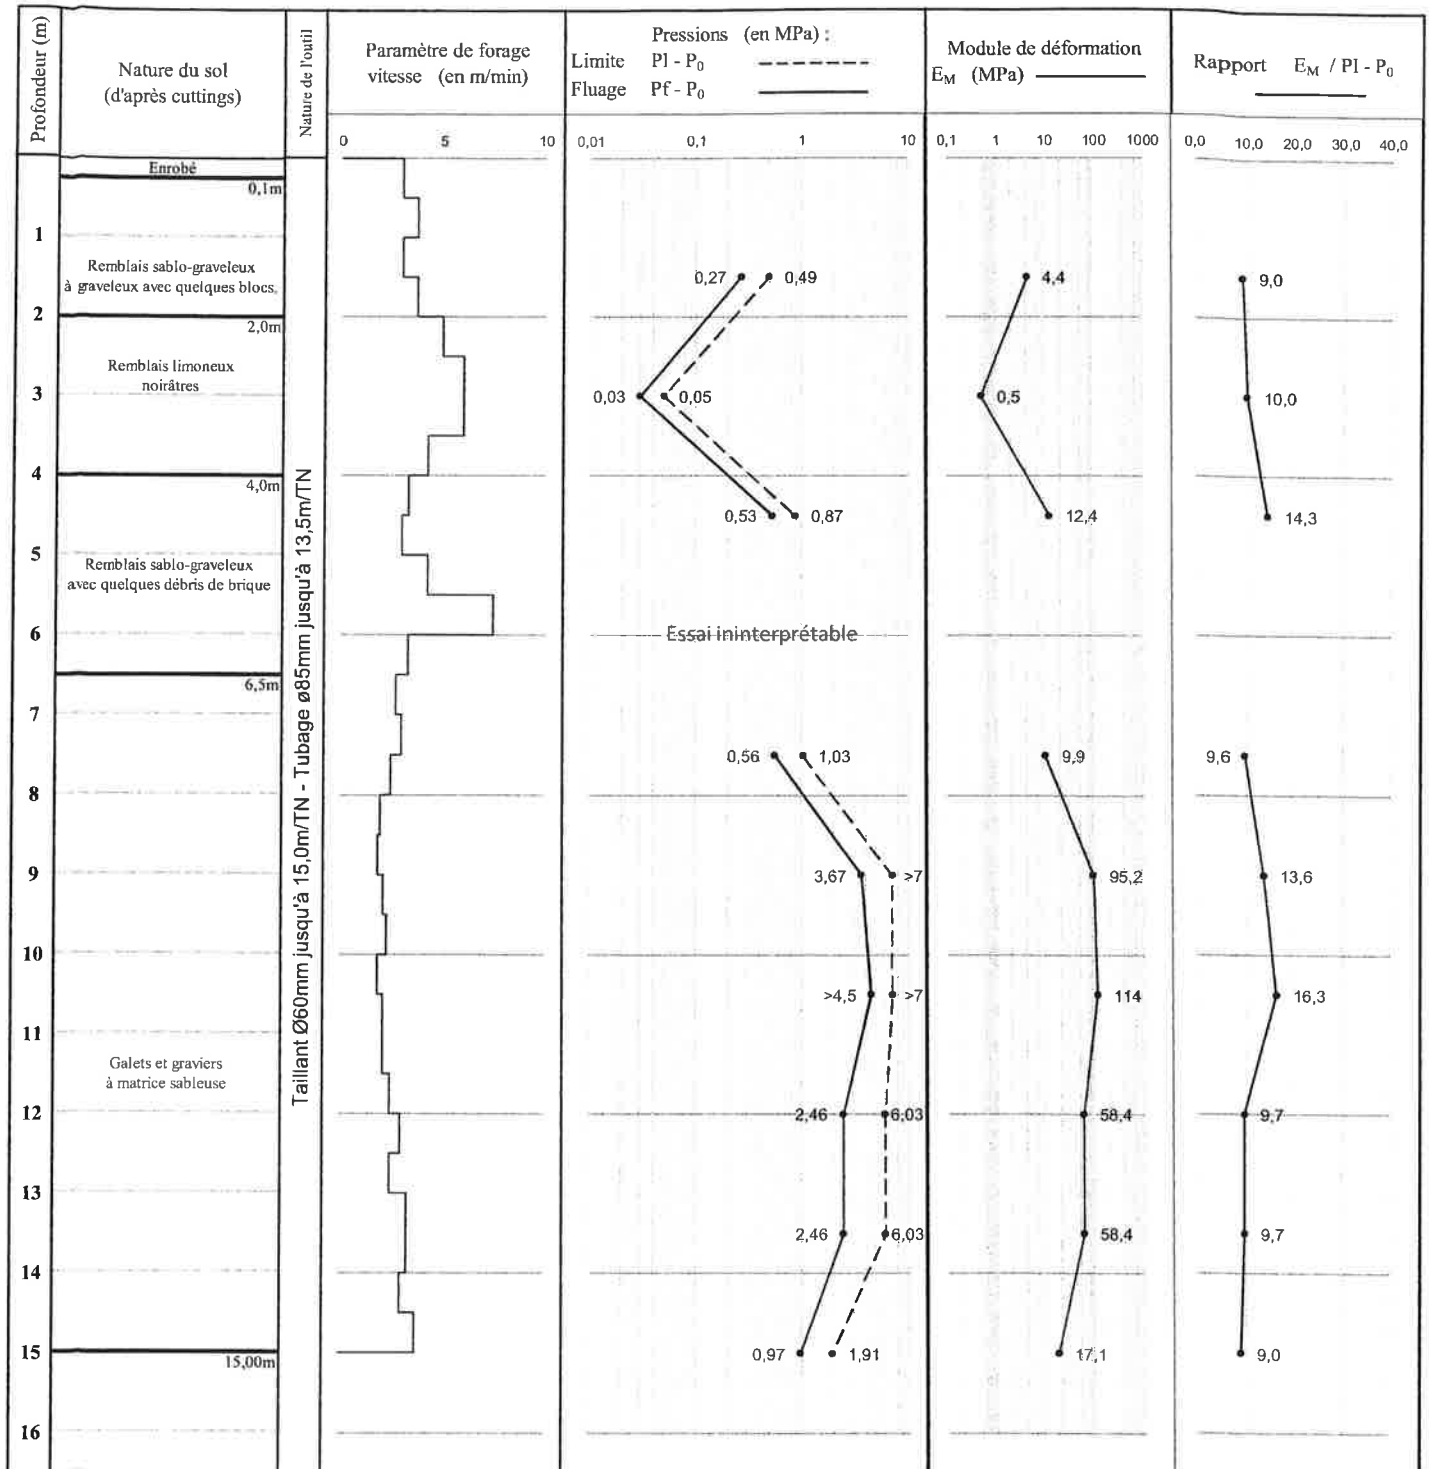 Profondeur (m)
Nature du sol
(d'après cuttings)
Nature de l'outil
Paramètre de forage
vitesse (en m/min)
Pressions (en MPa) :
Limite Pl - P₀
Fluage Pf - P₀
Module de déformation
E_M (MPa)
Rapport E_M / Pl - P₀
0 5 10
0,01 0,1 1 10
0,1 1 10 100 1000
0,0 10,0 20,0 30,0 40,0
Enrobé
0,1m
1
Remblais sablo-graveleux
à graveleux avec quelques blocs.
0,27 0,49 4,4 9,0
2
2,0m
Remblais limoneux
noirâtres
3
0,03 0,05 0,5 10,0
4
4,0m
0,53 0,87 12,4 14,3
5
Remblais sablo-graveleux
avec quelques débris de brique
6
Essai ininterprétable
6,5m
7
0,56 1,03 9,9 9,6
8
9
3,67 >7 95,2 13,6
10
>4,5 >7 114 16,3
11
Galets et graviers
à matrice sableuse
12
2,46 6,03 58,4 9,7
13
2,46 6,03 58,4 9,7
14
15
15,00m
0,97 1,91 17,1 9,0
16
Taillant Ø60mm jusqu'à 15,0m/TN - Tubage ø85mm jusqu'à 13,5m/TN